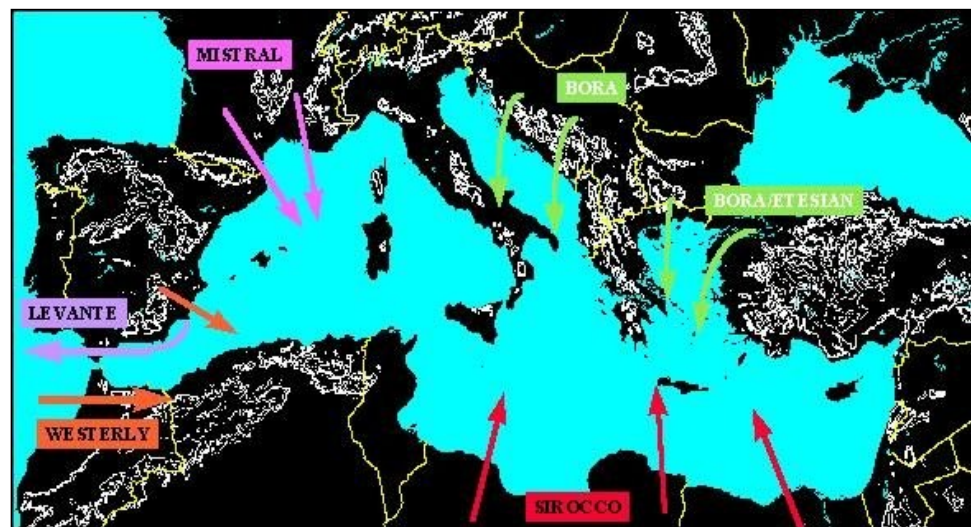 MISTRAL
BORA
BORA/ETESIAN
LEVANTE
WESTERLY
SIROCCO